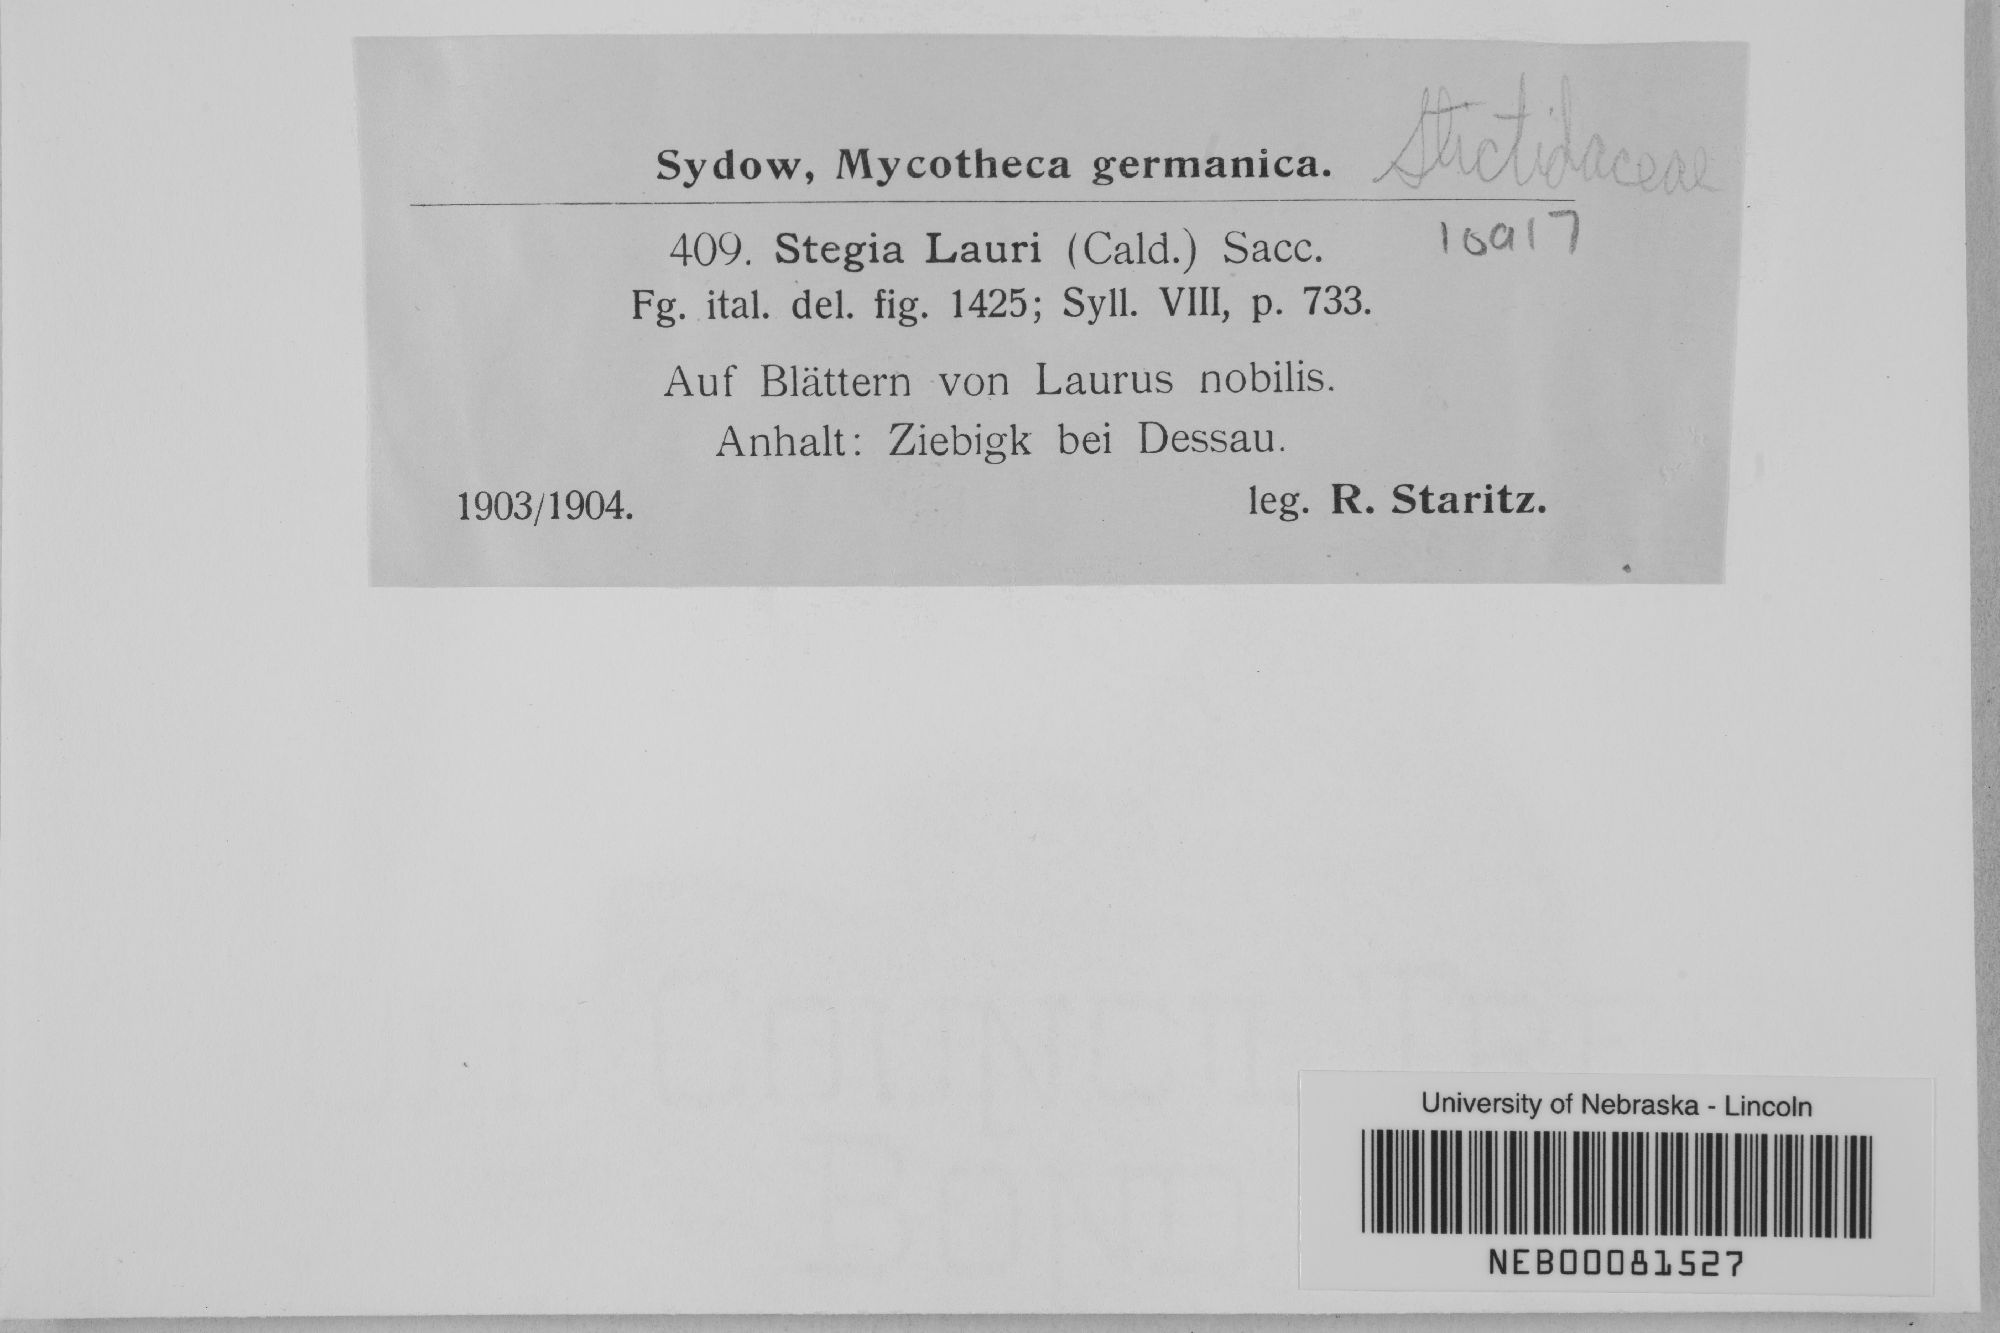 Sydow, Mycotheca germanica.
Stictidaceae
409. Stegia Lauri (Cald.) Sacc.
10917
Fg. ital. del. fig. 1425; Syll. VIII, p. 733.
Auf Blättern von Laurus nobilis.
Anhalt: Ziebigk bei Dessau.
1903/1904. leg. R. Staritz.
University of Nebraska - Lincoln
NEB00081527